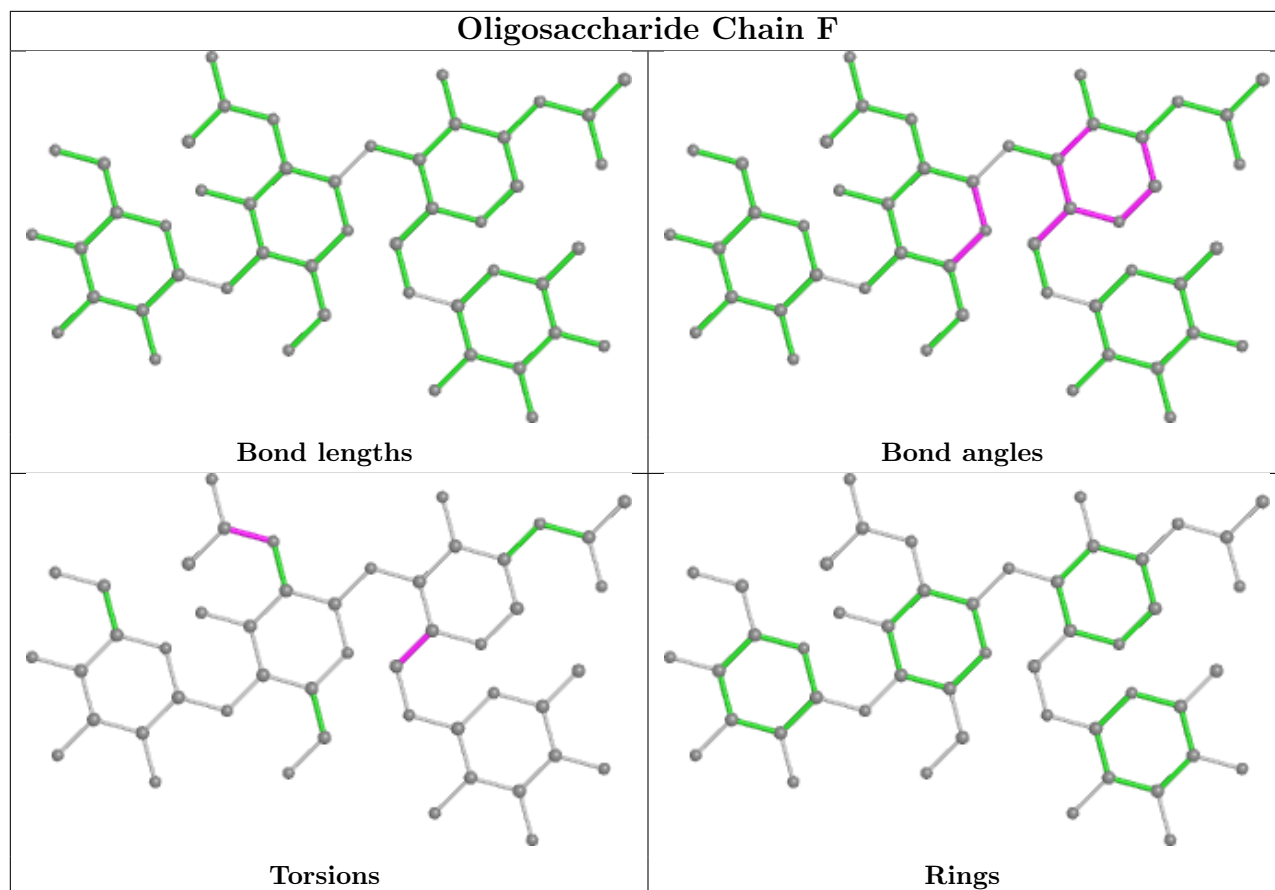 Oligosaccharide Chain F
Bond lengths
Bond angles
Torsions
Rings